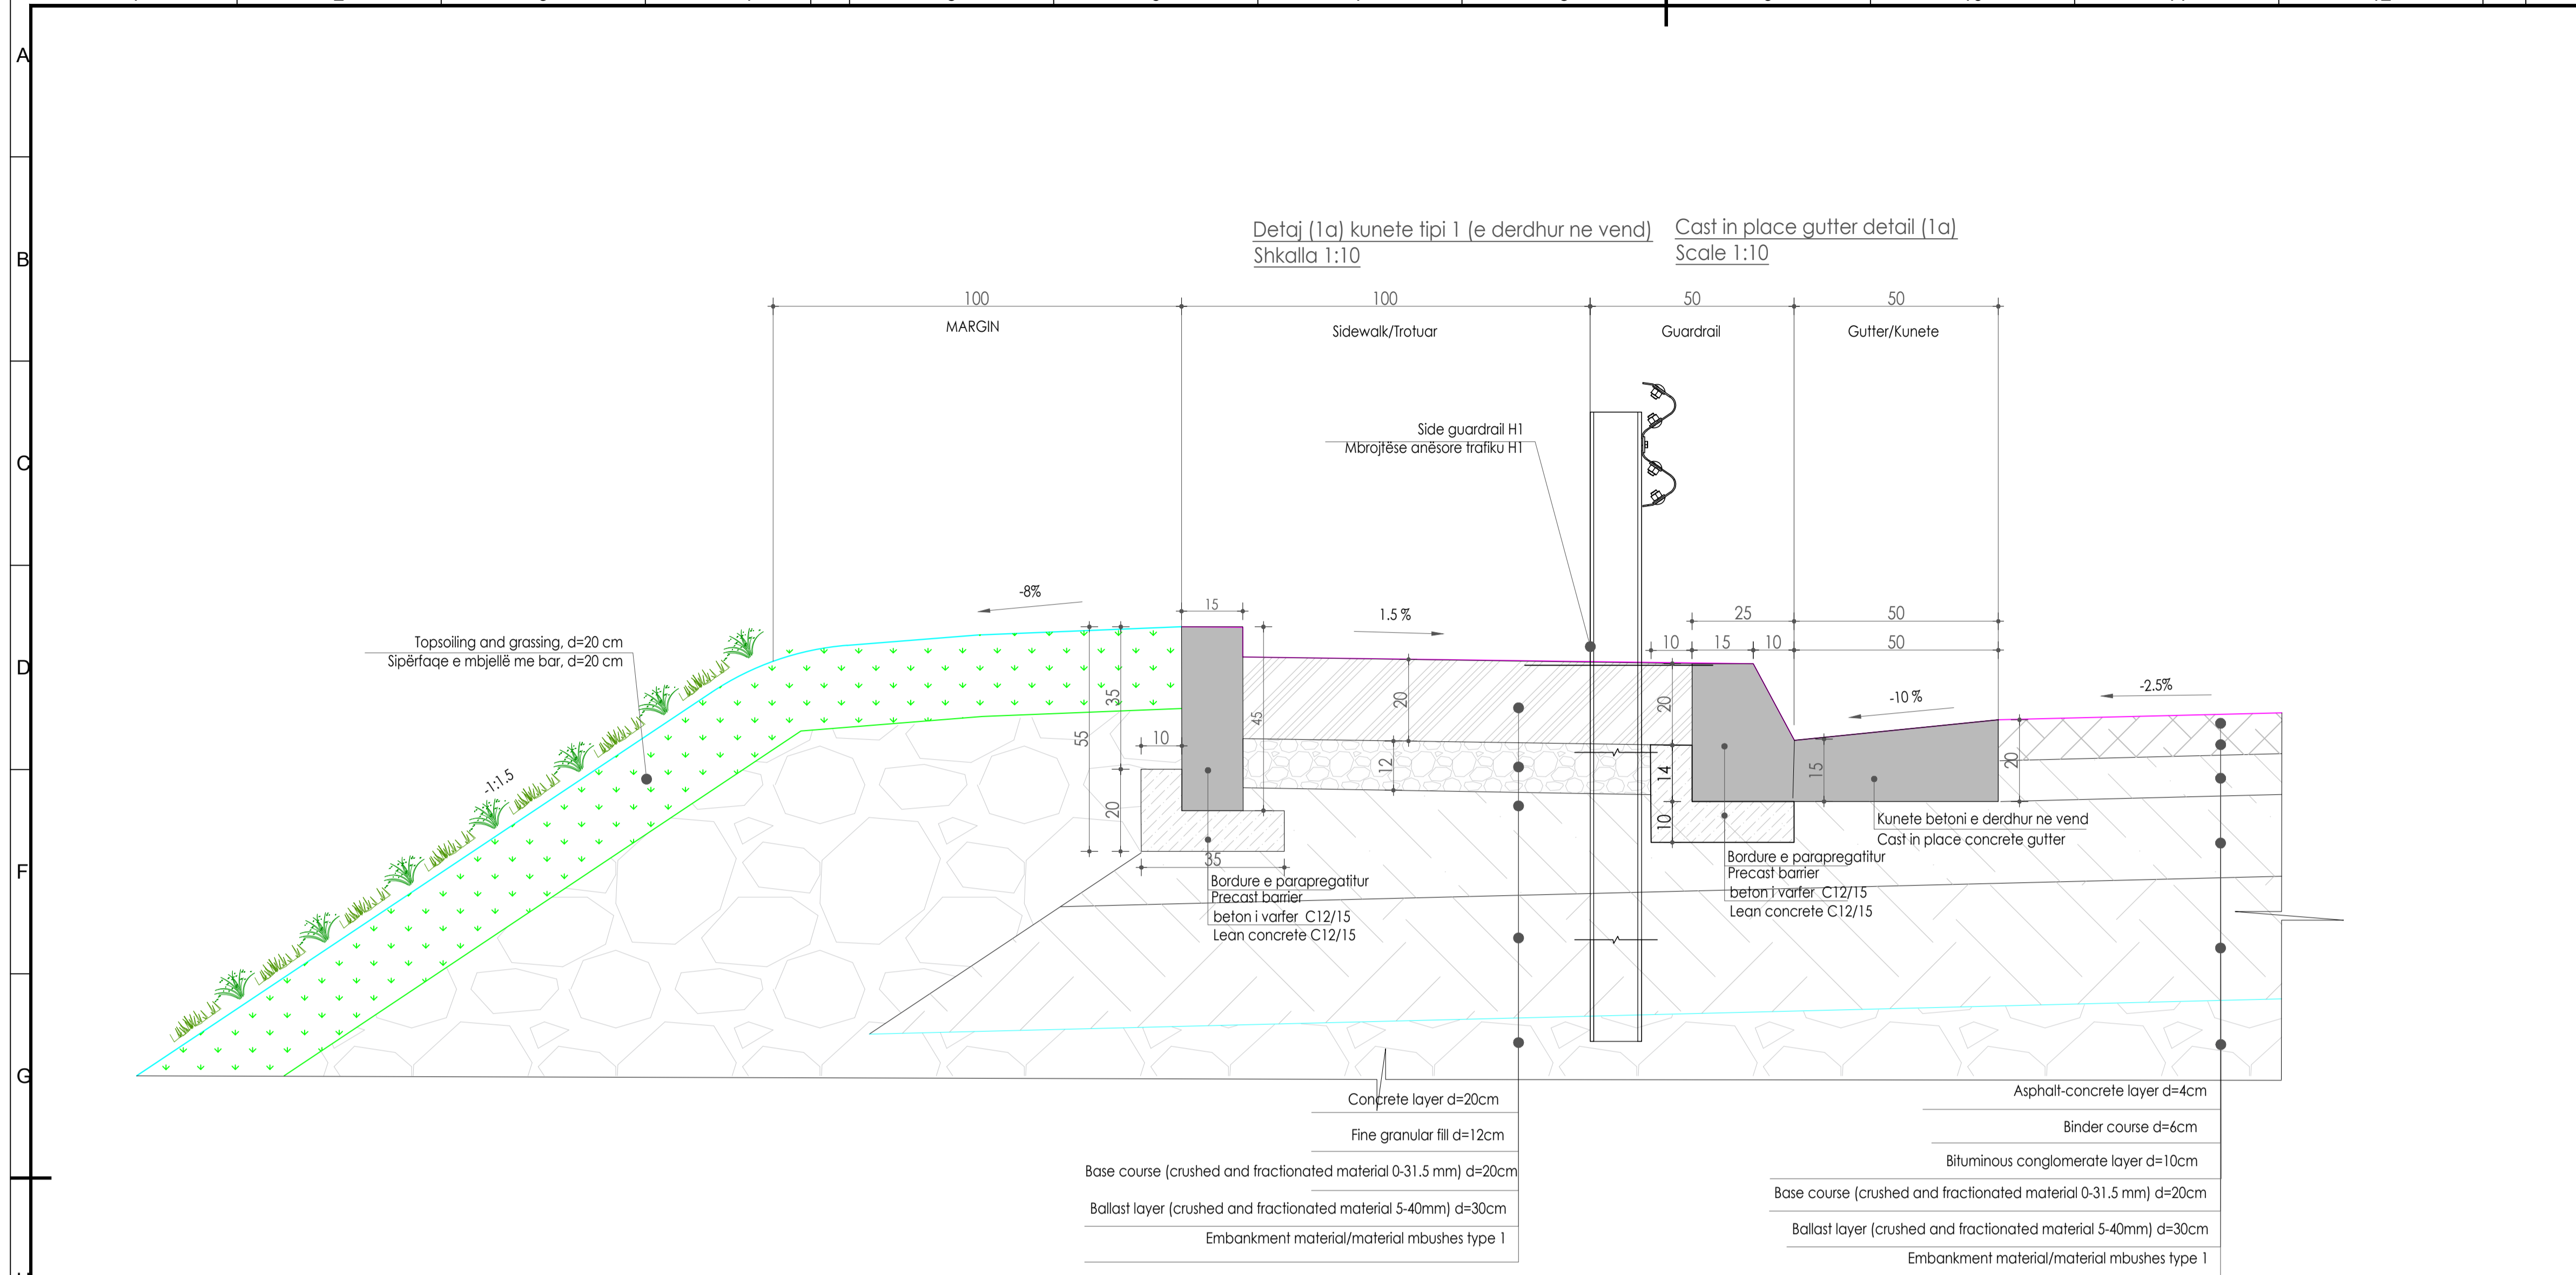 Detaj (1a) kunete tipi 1 (e derdhur ne vend)
Shkalla 1:10
Cast in place gutter detail (1a)
Scale 1:10
100
100
50
50
MARGIN
Sidewalk/Trotuar
Guardrail
Gutter/Kunete
A
B
C
D
F
G
Side guardrail H1
Mbrojtëse anësore trafiku H1
-8%
15
1.5 %
25
50
10
15
10
50
Topsoiling and grassing, d=20 cm
Sipërfaqe e mbjellë me bar, d=20 cm
-1:1.5
-10 %
-2.5%
55
35
20
10
45
35
20
12
20
14
10
15
20
Kunete betoni e derdhur ne vend
Cast in place concrete gutter
Bordure e parapregatitur
Precast barrier
beton i varfer C12/15
Lean concrete C12/15
Bordure e parapregatitur
Precast barrier
beton i varfer C12/15
Lean concrete C12/15
Concrete layer d=20cm
Fine granular fill d=12cm
Base course (crushed and fractionated material 0-31.5 mm) d=20cm
Ballast layer (crushed and fractionated material 5-40mm) d=30cm
Embankment material/material mbushes type 1
Asphalt-concrete layer d=4cm
Binder course d=6cm
Bituminous conglomerate layer d=10cm
Base course (crushed and fractionated material 0-31.5 mm) d=20cm
Ballast layer (crushed and fractionated material 5-40mm) d=30cm
Embankment material/material mbushes type 1